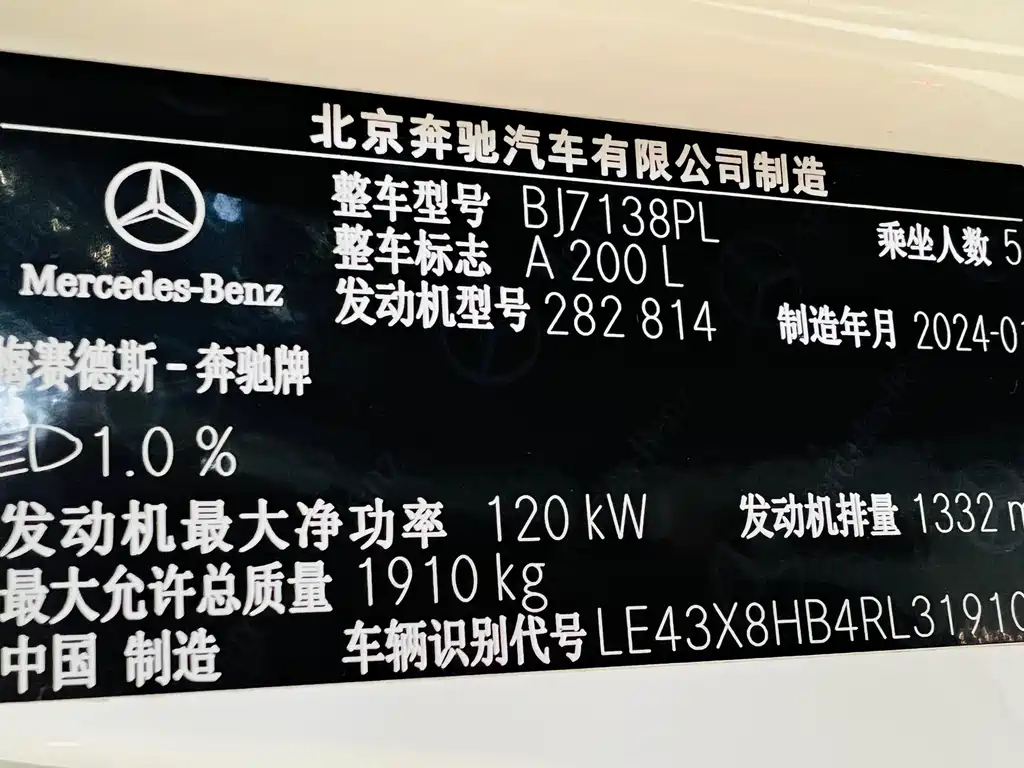 北京奔驰汽车有限公司制造
Mercedes-Benz
整车型号 BJ7138PL 乘坐人数 5
整车标志 A 200 L
发动机型号 282 814 制造年月 2024-01
梅赛德斯-奔驰牌
1.0 %
发动机最大净功率 120 kW 发动机排量 1332 m
最大允许总质量 1910 kg
中国 制造 车辆识别代号 LE43X8HB4RL31910